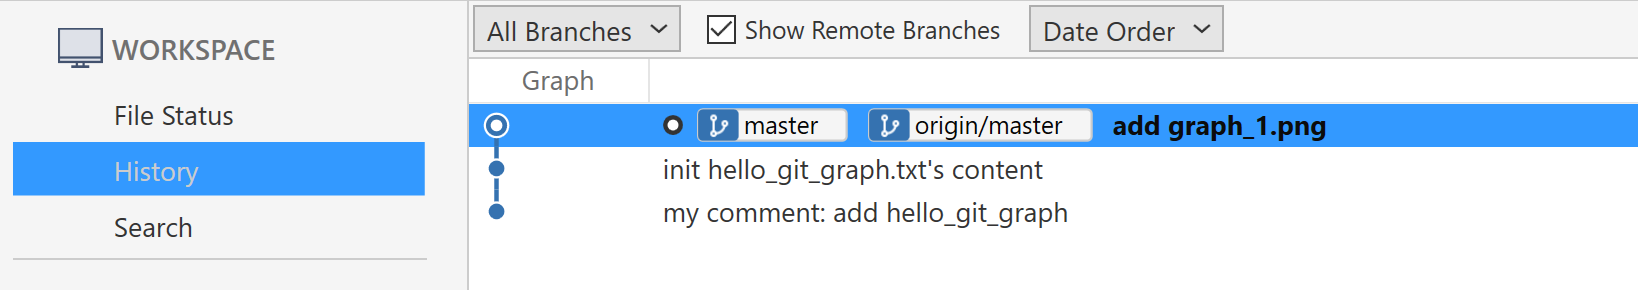 WORKSPACE
File Status
History
Search
All Branches Show Remote Branches Date Order
Graph
master origin/master add graph_1.png
init hello_git_graph.txt's content
my comment: add hello_git_graph